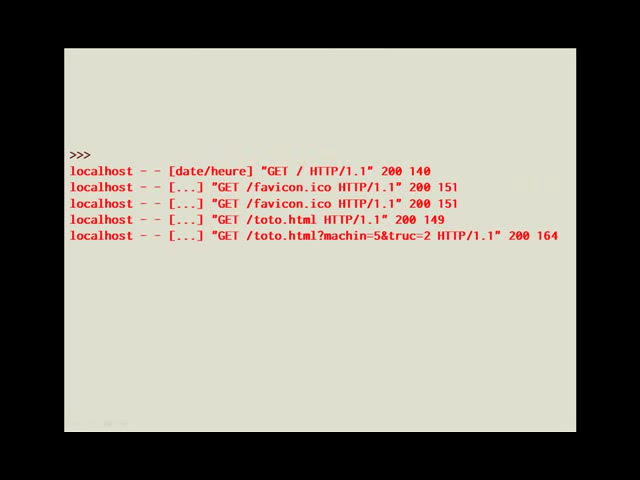 >>>
localhost - - [date/heure] "GET / HTTP/1.1" 200 140
localhost - - [...] "GET /favicon.ico HTTP/1.1" 200 151
localhost - - [...] "GET /favicon.ico HTTP/1.1" 200 151
localhost - - [...] "GET /toto.html HTTP/1.1" 200 149
localhost - - [...] "GET /toto.html?machin=5&truc=2 HTTP/1.1" 200 164